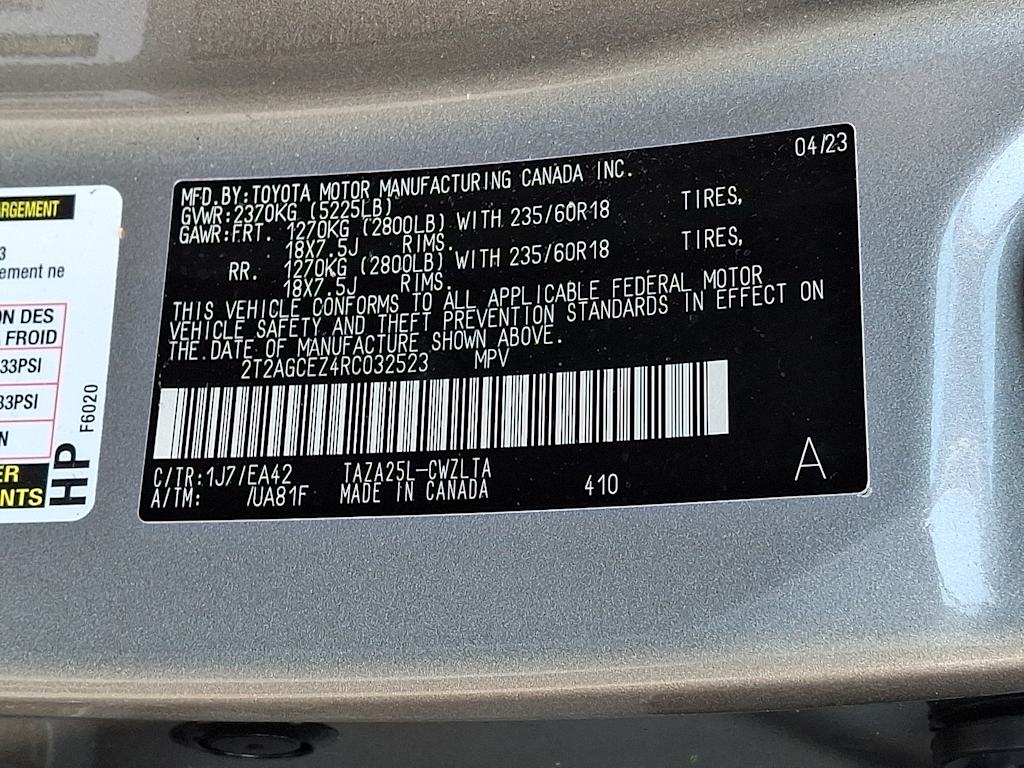 RGEMENT
3
ement ne
ON DES
FROID
33PSI
33PSI
N
ER
ENTS
HP
F6020
04/23
MFD.BY:TOYOTA MOTOR MANUFACTURING CANADA INC.
GVWR:2370KG (5225LB)
GAWR:FRT. 1270KG (2800LB) WITH 235/60R18 TIRES,
18X7.5J RIMS.
RR. 1270KG (2800LB) WITH 235/60R18 TIRES,
18X7.5J RIMS.
THIS VEHICLE CONFORMS TO ALL APPLICABLE FEDERAL MOTOR
VEHICLE SAFETY AND THEFT PREVENTION STANDARDS IN EFFECT ON
THE DATE OF MANUFACTURE SHOWN ABOVE.
2T2AGCEZ4RC032523 MPV
C/TR:1J7/EA42 TAZA25L-CWZLTA
A/TM: /UA81F MADE IN CANADA 410
A